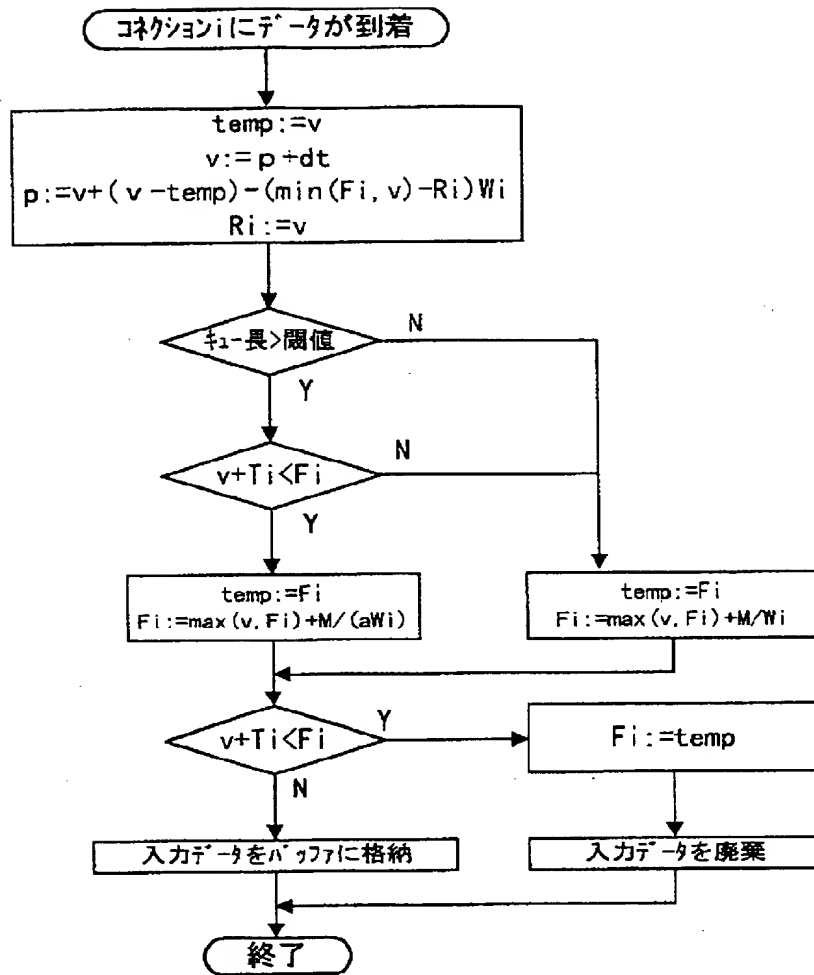 コネクションiにデータが到着
temp:=v
v:=p+dt
p:=v+(v-temp)-(min(Fi,v)-Ri)Wi
Ri:=v
キュー長>閾値
N
Y
v+Ti<Fi
N
Y
temp:=Fi
Fi:=max(v,Fi)+M/(aWi)
temp:=Fi
Fi:=max(v,Fi)+M/Wi
v+Ti<Fi
Y
Fi:=temp
N
入力データをバッファに格納
入力データを廃棄
終了